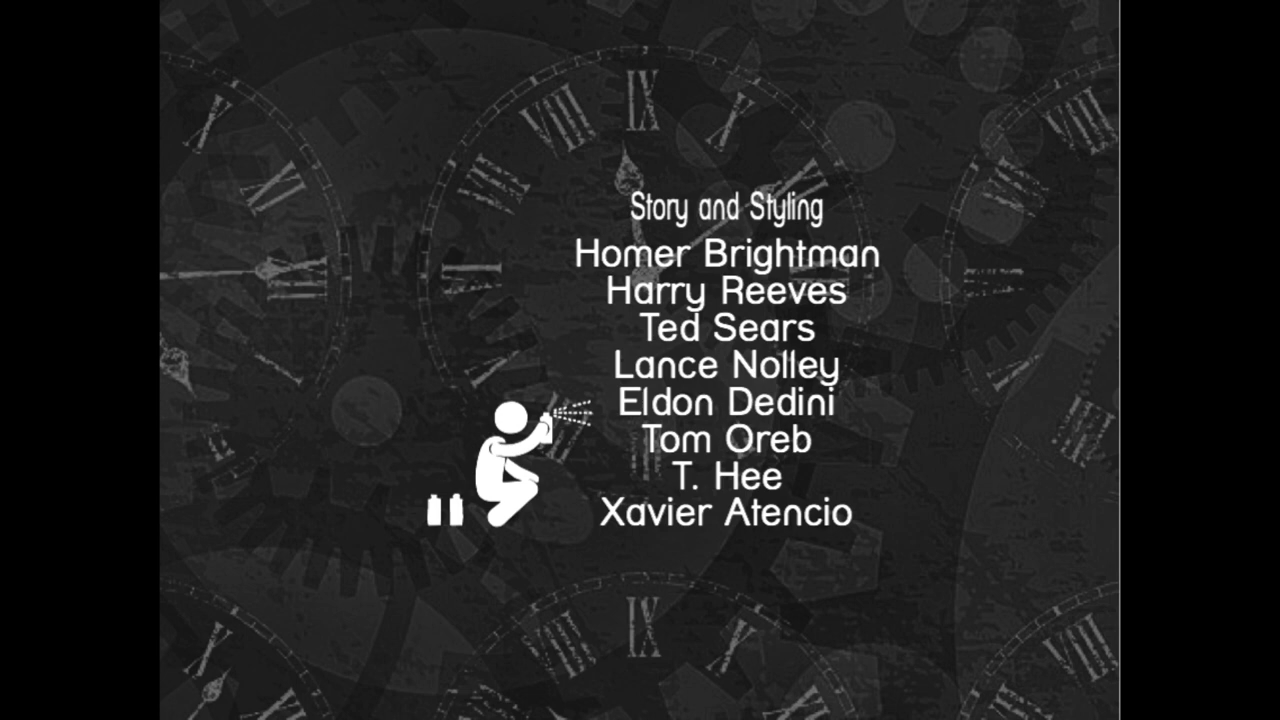 Story and Styling
Homer Brightman
Harry Reeves
Ted Sears
Lance Nolley
Eldon Dedini
Tom Oreb
T. Hee
Xavier Atencio